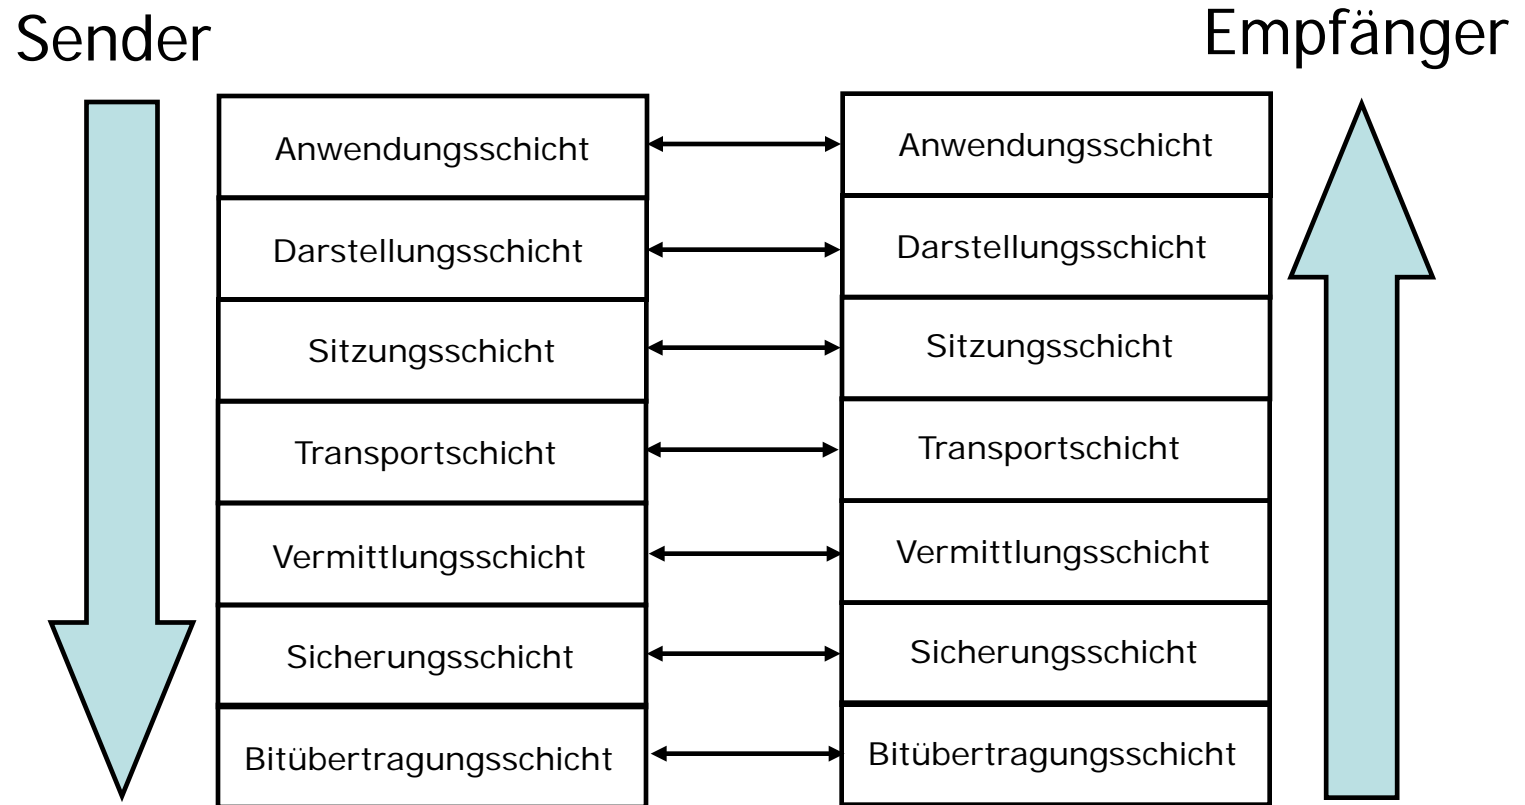 Sender
Empfänger
Anwendungsschicht
Anwendungsschicht
Darstellungsschicht
Darstellungsschicht
Sitzungsschicht
Sitzungsschicht
Transportschicht
Transportschicht
Vermittlungsschicht
Vermittlungsschicht
Sicherungsschicht
Sicherungsschicht
Bitübertragungsschicht
Bitübertragungsschicht